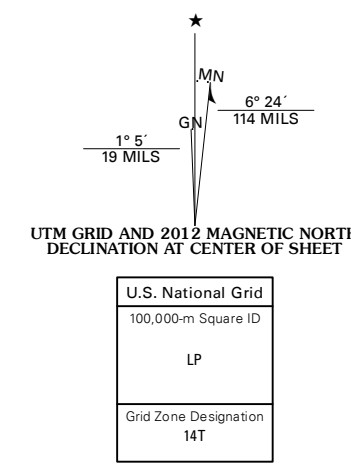 ★
MN
GN
6° 24´
114 MILS
1° 5´
19 MILS
UTM GRID AND 2012 MAGNETIC NORTH
DECLINATION AT CENTER OF SHEET
U.S. National Grid
100,000-m Square ID
LP
Grid Zone Designation
14T